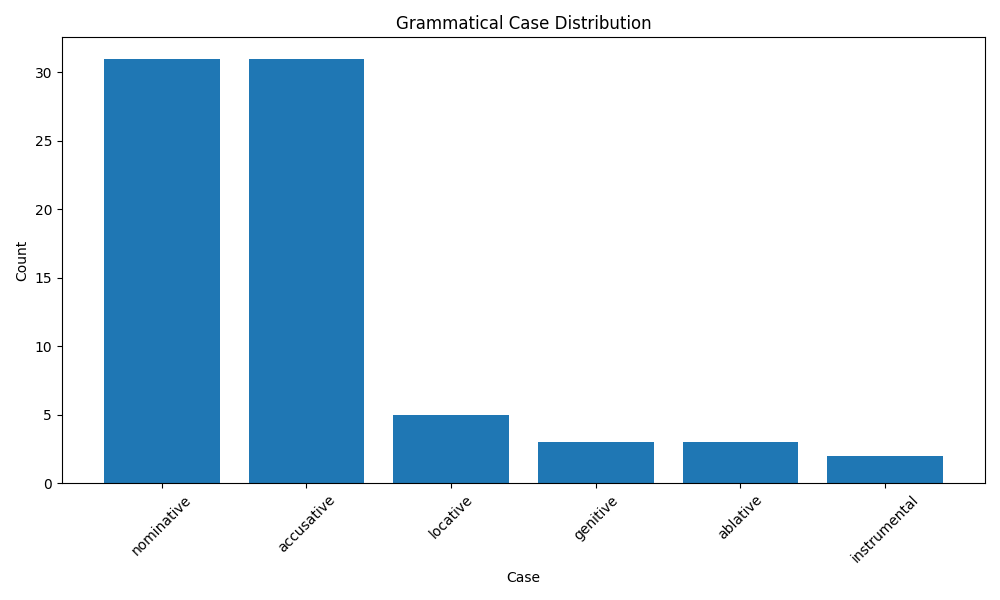 Grammatical Case Distribution
Count
30
25
20
15
10
5
0
nominative
accusative
locative
genitive
ablative
instrumental
Case